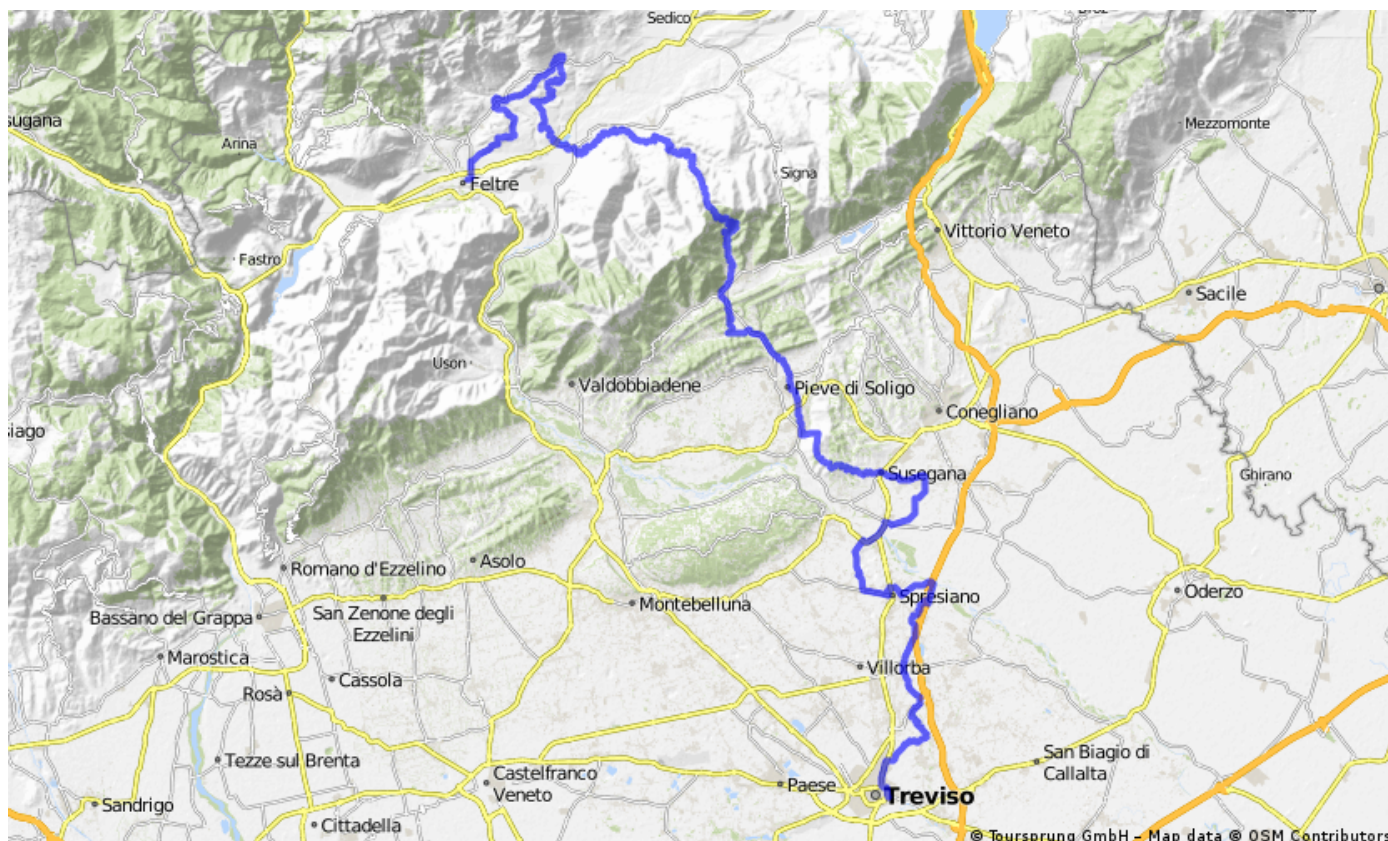 Sedico
sugana
Arina
Mezzomonte
Feltre
Signa
Fastro
Vittorio Veneto
Sacile
Uson
Valdobbiadene
Pieve di Soligo
Conegliano
siago
Susegana
Ghirano
Romano d'Ezzelino
Asolo
Bassano del Grappa
San Zenone degli
Ezzelini
Montebelluna
Spresiano
Oderzo
Marostica
Villorba
Rosà
Cassola
Tezze sul Brenta
Castelfranco
Veneto
Paese
San Biagio di
Callalta
Sandrigo
Treviso
Cittadella
© Toursprung GmbH – Map data © OSM Contributors